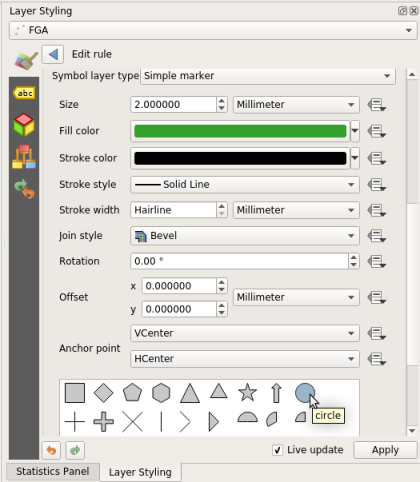 Layer Styling
FGA
Edit rule
Symbol layer type Simple marker
Size 2.000000 Millimeter
Fill color
Stroke color
Stroke style Solid Line
Stroke width Hairline Millimeter
Join style Bevel
Rotation 0.00 °
x 0.000000
Offset Millimeter
y 0.000000
VCenter
Anchor point
HCenter
circle
Live update Apply
Statistics Panel Layer Styling
abc